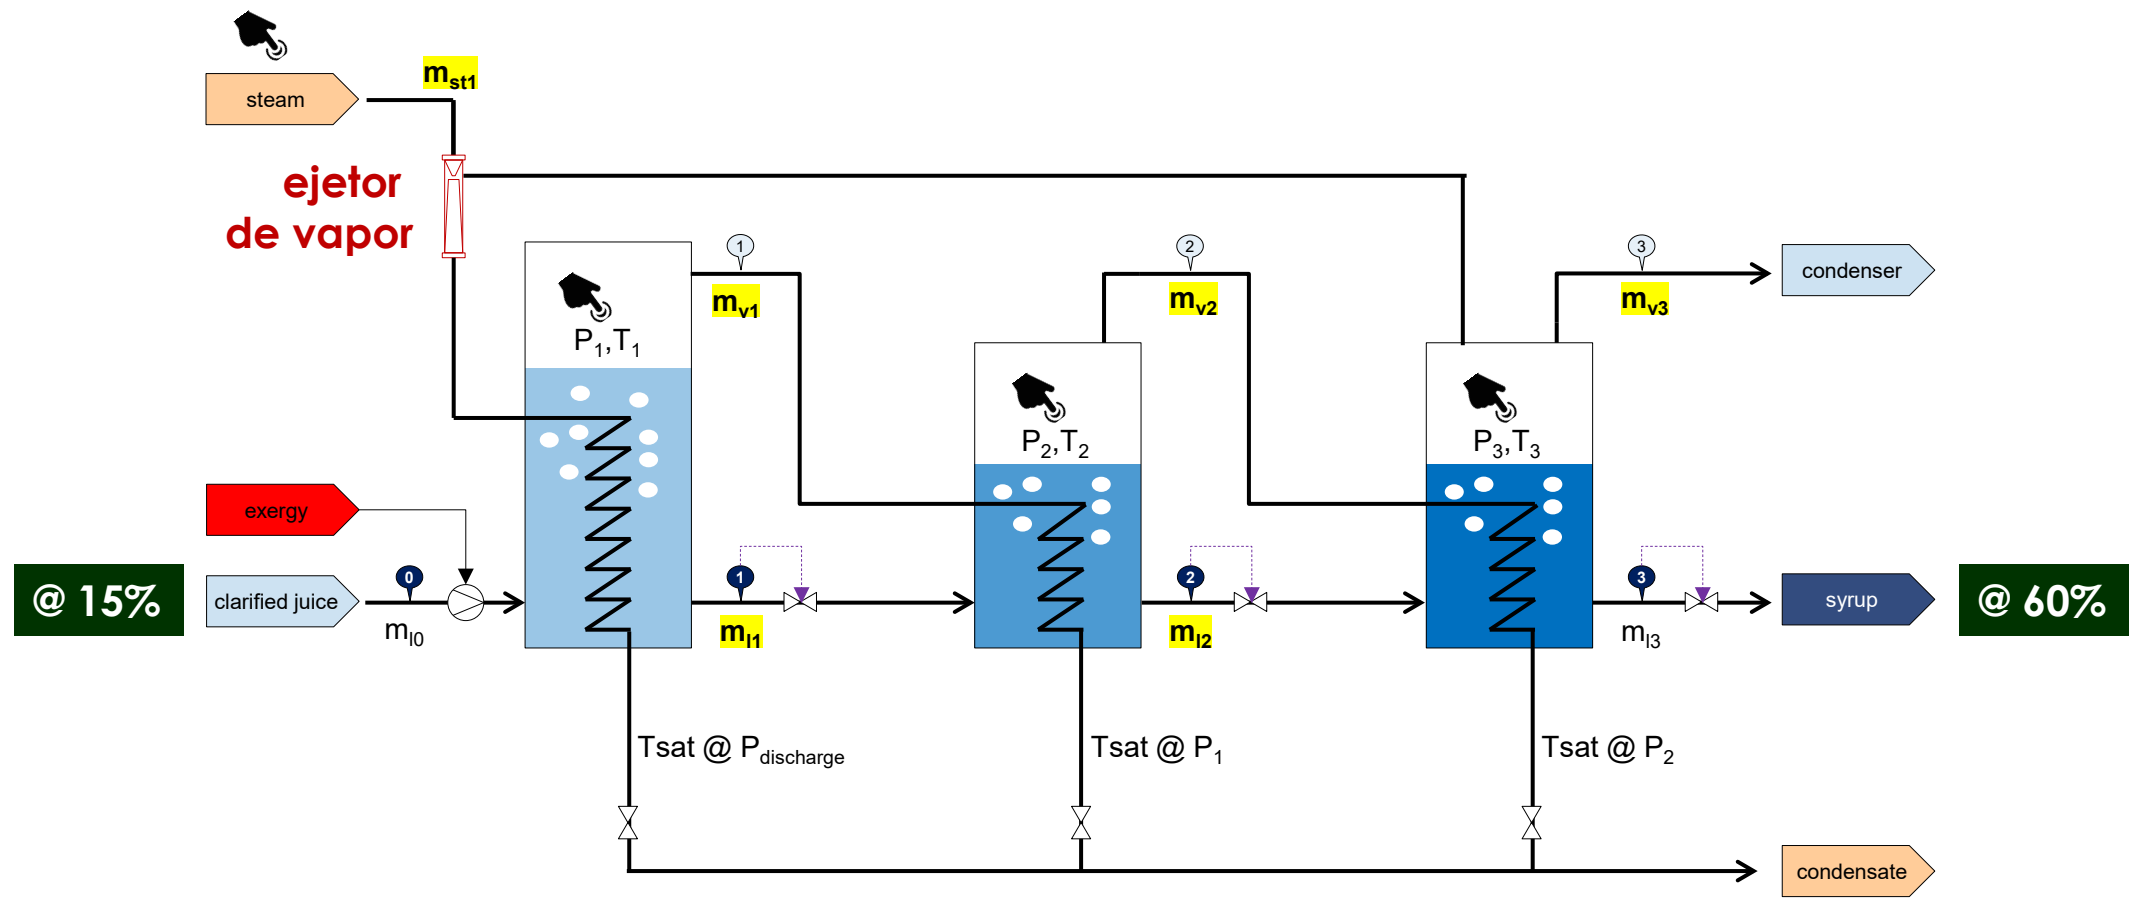 m_st1
steam
ejetor
de vapor
1
2
3
condenser
m_v1
m_v2
m_v3
P_1,T_1
P_2,T_2
P_3,T_3
exergy
@ 15%
clarified juice
0
m_l0
1
m_l1
2
m_l2
3
m_l3
syrup
@ 60%
Tsat @ P_discharge
Tsat @ P_1
Tsat @ P_2
condensate